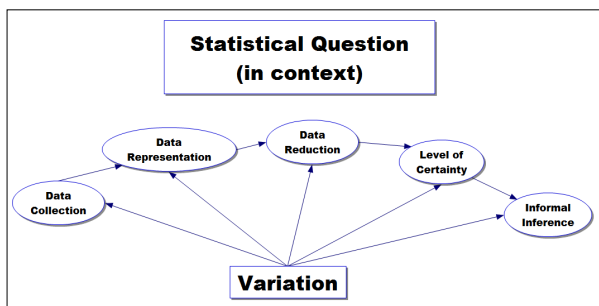 Statistical Question
(in context)
Data
Representation
Data
Reduction
Level of
Certainty
Data
Collection
Informal
Inference
Variation